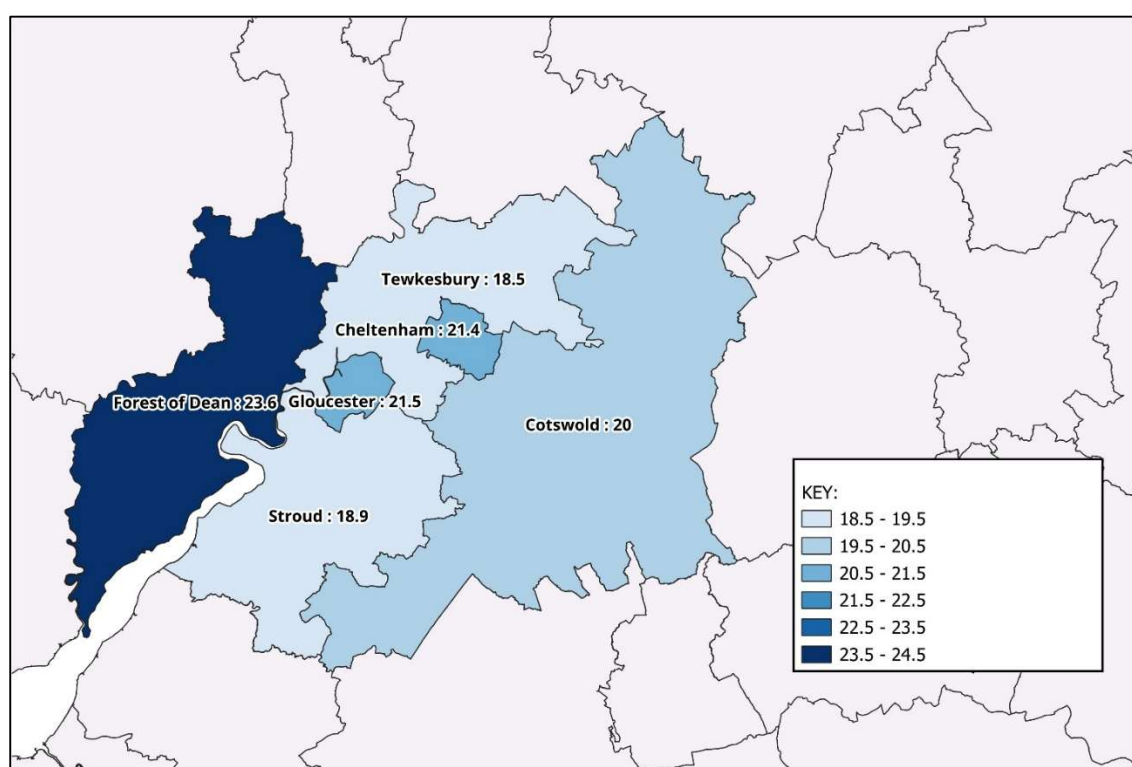 Tewkesbury : 18.5
Cheltenham : 21.4
Forest of Dean : 23.6
Gloucester : 21.5
Cotswold : 20
Stroud : 18.9
KEY:
18.5 - 19.5
19.5 - 20.5
20.5 - 21.5
21.5 - 22.5
22.5 - 23.5
23.5 - 24.5